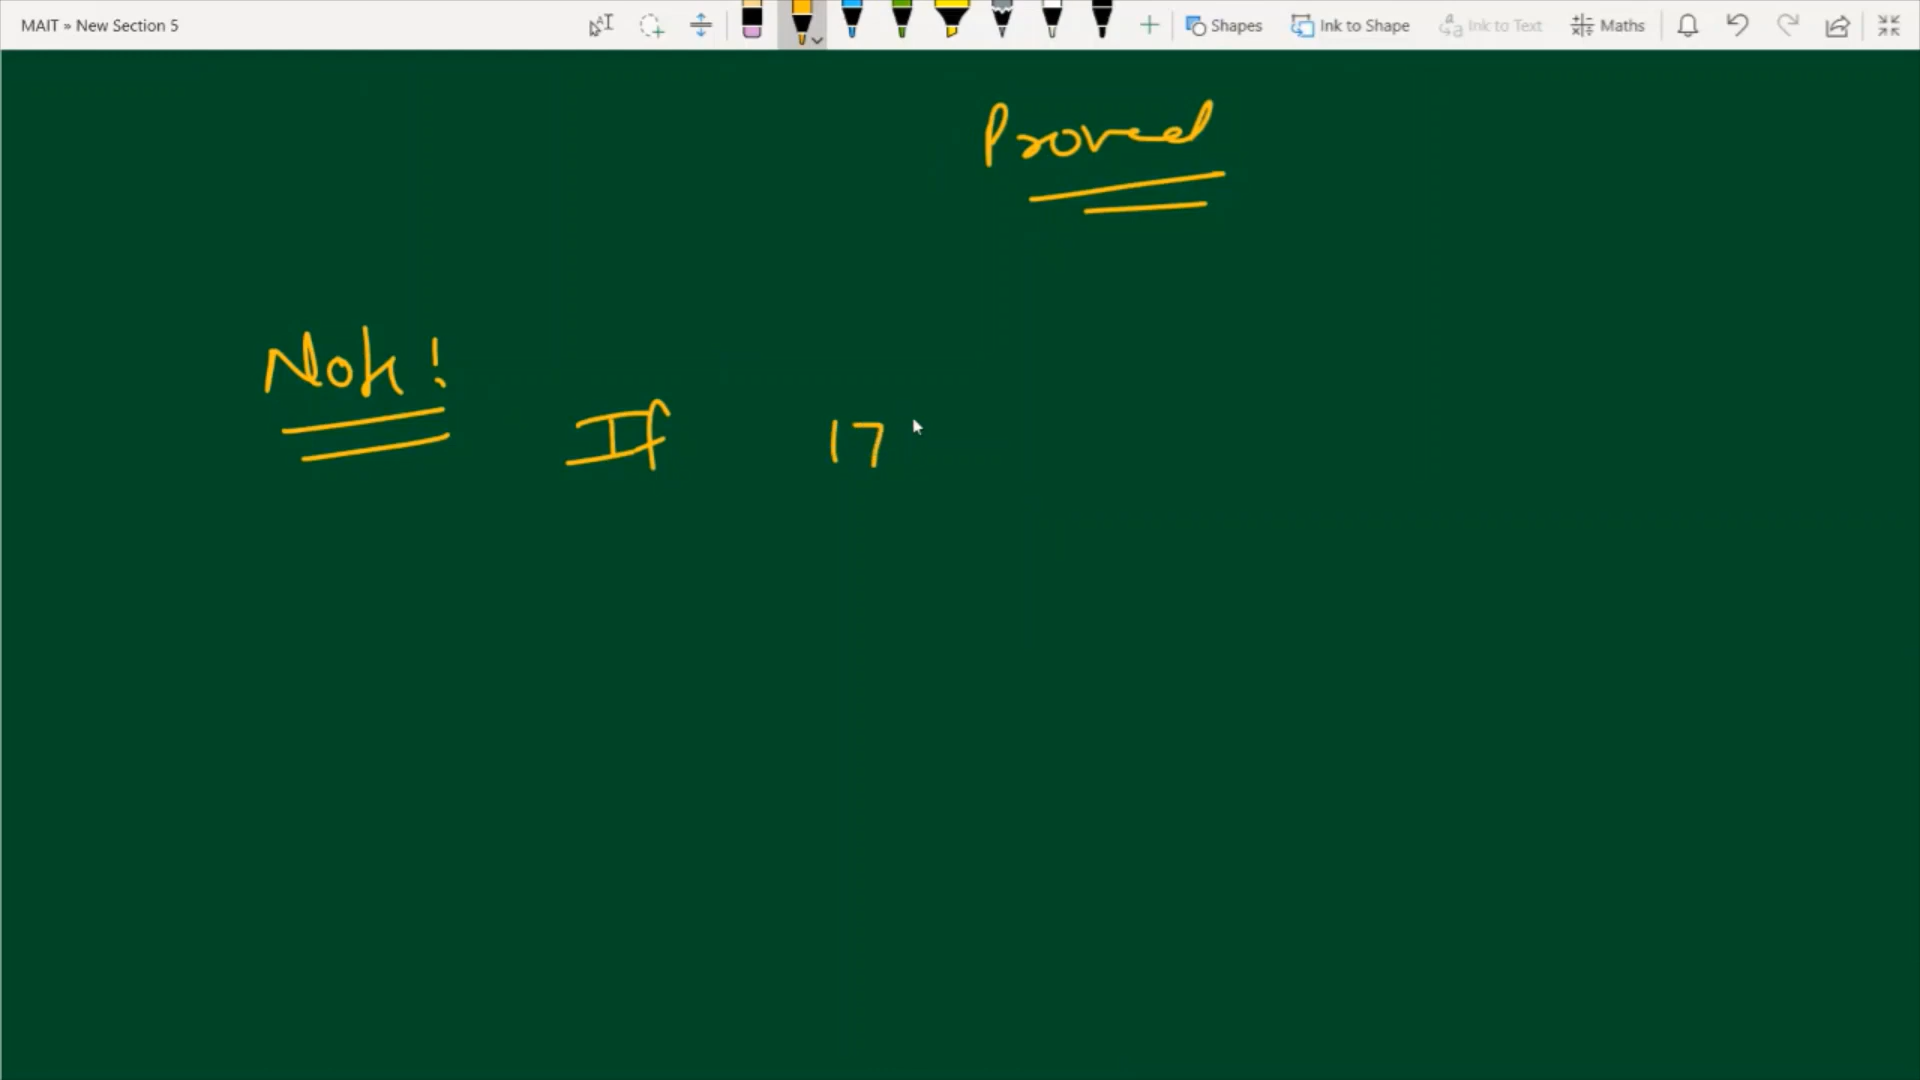 MAIT » New Section 5
Shapes
Ink to Shape
Ink to Text
Maths
Proved
Note!
If 17